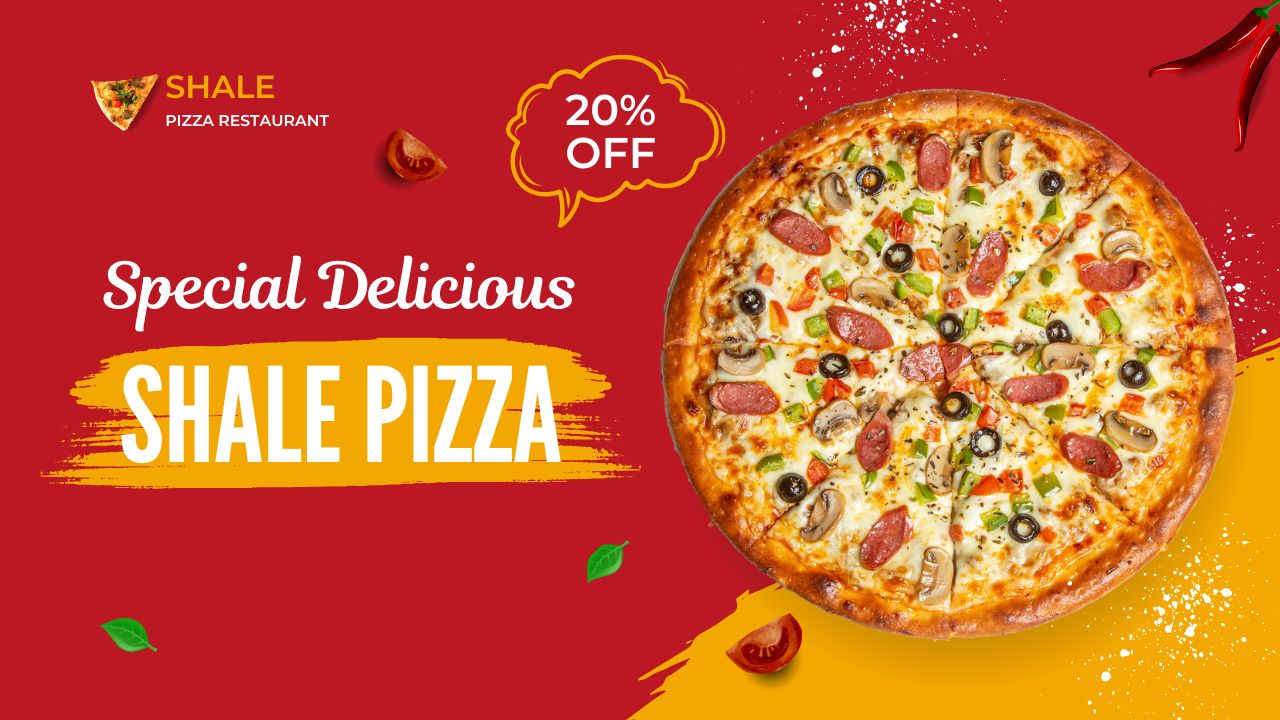 SHALE
PIZZA RESTAURANT
20%
OFF
Special Delicious
SHALE PIZZA